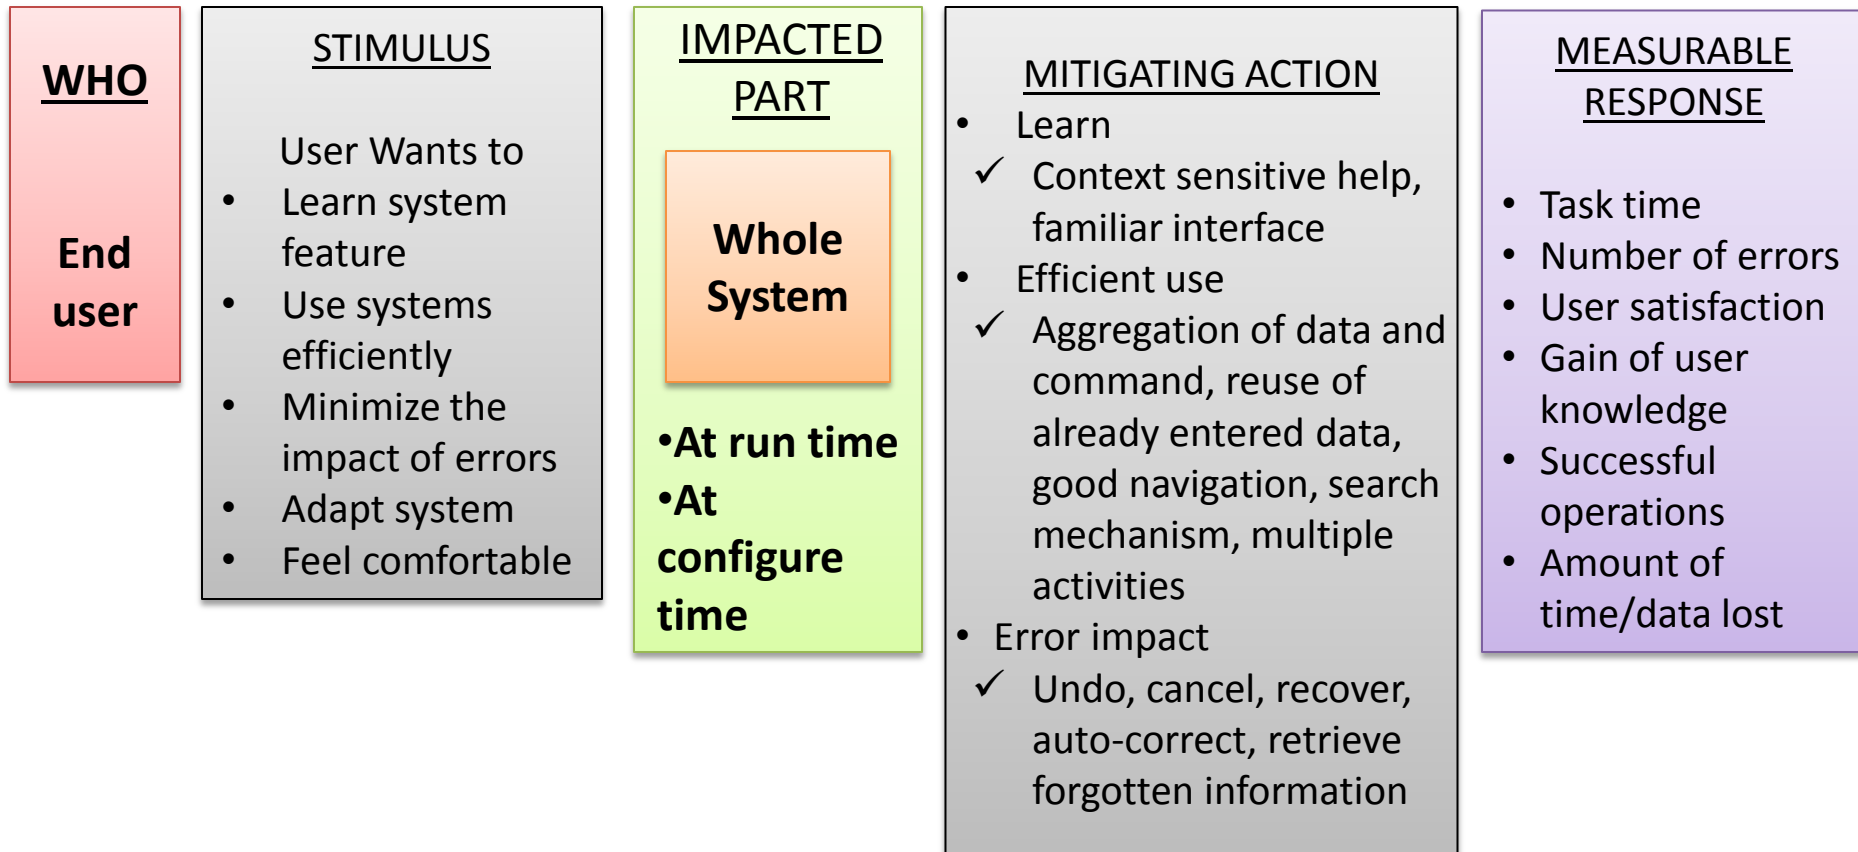 WHO
End
user
STIMULUS
User Wants to
• Learn system
feature
• Use systems
efficiently
• Minimize the
impact of errors
• Adapt system
• Feel comfortable
IMPACTED
PART
Whole
System
•At run time
•At
configure
time
MITIGATING ACTION
• Learn
✓ Context sensitive help,
familiar interface
• Efficient use
✓ Aggregation of data and
command, reuse of
already entered data,
good navigation, search
mechanism, multiple
activities
• Error impact
✓ Undo, cancel, recover,
auto-correct, retrieve
forgotten information
MEASURABLE
RESPONSE
• Task time
• Number of errors
• User satisfaction
• Gain of user
knowledge
• Successful
operations
• Amount of
time/data lost